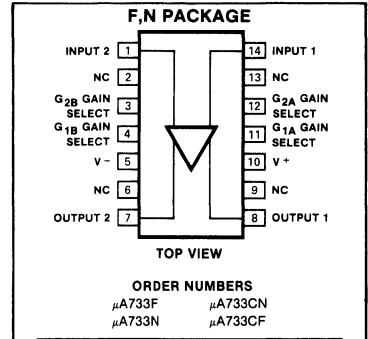 F,N PACKAGE
INPUT 2 1 14 INPUT 1
NC 2 13 NC
G2B GAIN SELECT 3 12 G2A GAIN SELECT
G1B GAIN SELECT 4 11 G1A GAIN SELECT
V - 5 10 V +
NC 6 9 NC
OUTPUT 2 7 8 OUTPUT 1
TOP VIEW
ORDER NUMBERS
μA733F μA733CN
μA733N μA733CF